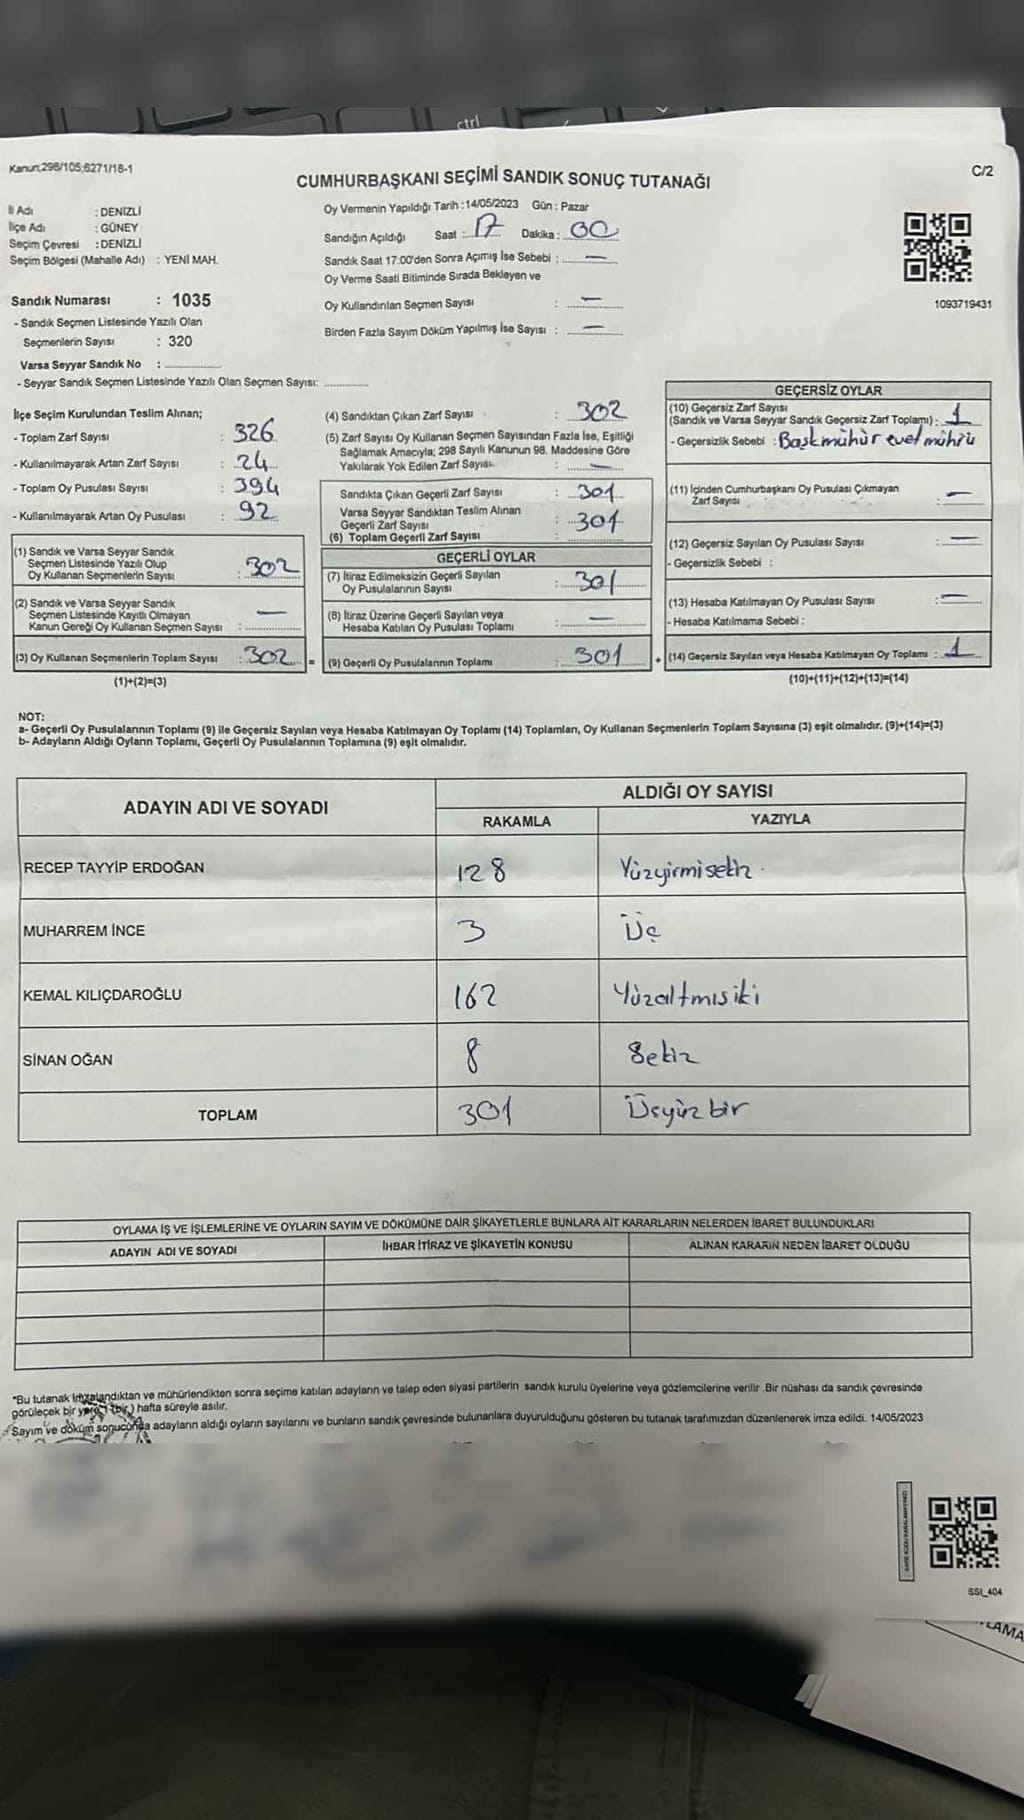 ctrl
Kanun:298/105;6271/18-1
C/2
CUMHURBAŞKANI SEÇİMİ SANDIK SONUÇ TUTANAĞI
İl Adı : DENİZLİ
İlçe Adı : GÜNEY
Seçim Çevresi : DENİZLİ
Seçim Bölgesi (Mahalle Adı) : YENİ MAH.
Sandık Numarası : 1035
- Sandık Seçmen Listesinde Yazılı Olan
Seçmenlerin Sayısı : 320
Varsa Seyyar Sandık No : ..............
- Seyyar Sandık Seçmen Listesinde Yazılı Olan Seçmen Sayısı: ............
Oy Vermenin Yapıldığı Tarih :14/05/2023 Gün : Pazar
Sandığın Açıldığı Saat : 17 Dakika : 00
Sandık Saat 17:00'den Sonra Açımış İse Sebebi : —
Oy Verme Saati Bitiminde Sırada Bekleyen ve
Oy Kullandırılan Seçmen Sayısı : —
Birden Fazla Sayım Döküm Yapılmış İse Sayısı : —
1093719431
İlçe Seçim Kurulundan Teslim Alınan;
- Toplam Zarf Sayısı : 326
- Kullanılmayarak Artan Zarf Sayısı : 24
- Toplam Oy Pusulası Sayısı : 394
- Kullanılmayarak Artan Oy Pusulası : 92
(1) Sandık ve Varsa Seyyar Sandık
Seçmen Listesinde Yazılı Olup
Oy Kullanan Seçmenlerin Sayısı : 302
(2) Sandık ve Varsa Seyyar Sandık
Seçmen Listesinde Kayıtlı Olmayan
Kanun Gereği Oy Kullanan Seçmen Sayısı : —
(3) Oy Kullanan Seçmenlerin Toplam Sayısı : 302 =
(1)+(2)=(3)
(4) Sandıktan Çıkan Zarf Sayısı : 302
(5) Zarf Sayısı Oy Kullanan Seçmen Sayısından Fazla İse, Eşitliği
Sağlamak Amacıyla; 298 Sayılı Kanunun 98. Maddesine Göre
Yakılarak Yok Edilen Zarf Sayısı : —
Sandıkta Çıkan Geçerli Zarf Sayısı : 301
Varsa Seyyar Sandıktan Teslim Alınan
Geçerli Zarf Sayısı : 301
(6) Toplam Geçerli Zarf Sayısı
GEÇERLİ OYLAR
(7) İtiraz Edilmeksizin Geçerli Sayılan
Oy Pusulalarının Sayısı : 301
(8) İtiraz Üzerine Geçerli Sayılan veya
Hesaba Katılan Oy Pusulası Toplamı : —
(9) Geçerli Oy Pusulalarının Toplamı 301 +
GEÇERSİZ OYLAR
(10) Geçersiz Zarf Sayısı
(Sandık ve Varsa Seyyar Sandık Geçersiz Zarf Toplamı) : 1
- Geçersizlik Sebebi : Baskmühür evet mührü
(11) İçinden Cumhurbaşkanı Oy Pusulası Çıkmayan
Zarf Sayısı : —
(12) Geçersiz Sayılan Oy Pusulası Sayısı : —
- Geçersizlik Sebebi :
(13) Hesaba Katılmayan Oy Pusulası Sayısı : —
- Hesaba Katılmama Sebebi :
(14) Geçersiz Sayılan veya Hesaba Katılmayan Oy Toplamı : 1
(10)+(11)+(12)+(13)=(14)
NOT:
a- Geçerli Oy Pusulalarının Toplamı (9) ile Geçersiz Sayılan veya Hesaba Katılmayan Oy Toplamı (14) Toplamları, Oy Kullanan Seçmenlerin Toplam Sayısına (3) eşit olmalıdır. (9)+(14)=(3)
b- Adayların Aldığı Oyların Toplamı, Geçerli Oy Pusulalarının Toplamına (9) eşit olmalıdır.
ADAYIN ADI VE SOYADI ALDIĞI OY SAYISI
RAKAMLA YAZIYLA
RECEP TAYYİP ERDOĞAN 128 Yüzyirmisekiz
MUHARREM İNCE 3 Üç
KEMAL KILIÇDAROĞLU 162 Yüzaltmısiki
SİNAN OĞAN 8 Sekiz
TOPLAM 301 Üçyüz bir
OYLAMA İŞ VE İŞLEMLERİNE VE OYLARIN SAYIM VE DÖKÜMÜNE DAİR ŞİKAYETLERLE BUNLARA AİT KARARLARIN NELERDEN İBARET BULUNDUKLARI
ADAYIN ADI VE SOYADI İHBAR İTİRAZ VE ŞİKAYETİN KONUSU ALINAN KARARIN NEDEN İBARET OLDUĞU
*Bu tutanak imzalandıktan ve mühürlendikten sonra seçime katılan adayların ve talep eden siyasi partilerin sandık kurulu üyelerine veya gözlemcilerine verilir .Bir nüshası da sandık çevresinde
görüleçek bir yere 1 (bir ) hafta süreyle asılır.
Sayım ve döküm sonucunda adayların aldığı oyların sayılarını ve bunların sandık çevresinde bulunanlara duyurulduğunu gösteren bu tutanak tarafımızdan düzenlenerek imza edildi. 14/05/2023
SSI_404